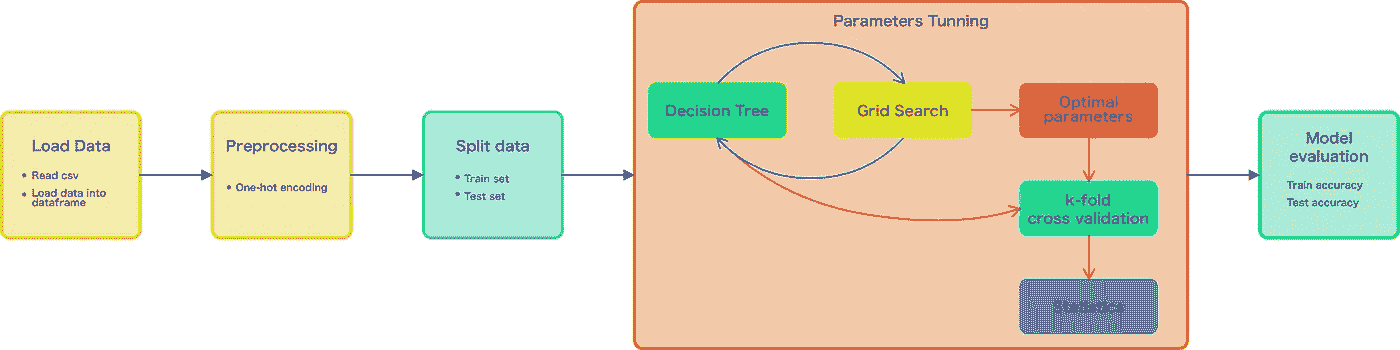 Load Data
Read csv
Load data into
dataframe
Preprocessing
One-hot encoding
Split data
Train set
Test set
Parameters Tunning
Decision Tree
Grid Search
Optimal
parameters
k-fold
cross validation
Statistics
Model
evaluation
Train accuracy
Test accuracy